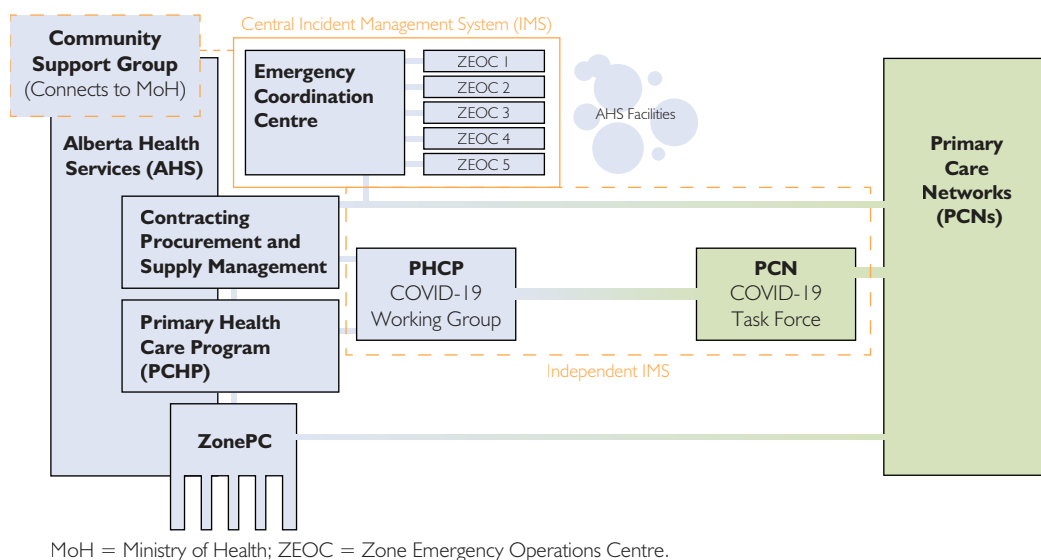 Central Incident Management System (IMS)
Community
Support Group
(Connects to MoH)
Emergency
Coordination
Centre
ZEOC 1
ZEOC 2
ZEOC 3
ZEOC 4
ZEOC 5
AHS Facilities
Alberta Health
Services (AHS)
Primary
Care
Networks
(PCNs)
Contracting
Procurement and
Supply Management
PHCP
COVID-19
Working Group
PCN
COVID-19
Task Force
Primary Health
Care Program
(PCHP)
Independent IMS
ZonePC
MoH = Ministry of Health; ZEOC = Zone Emergency Operations Centre.